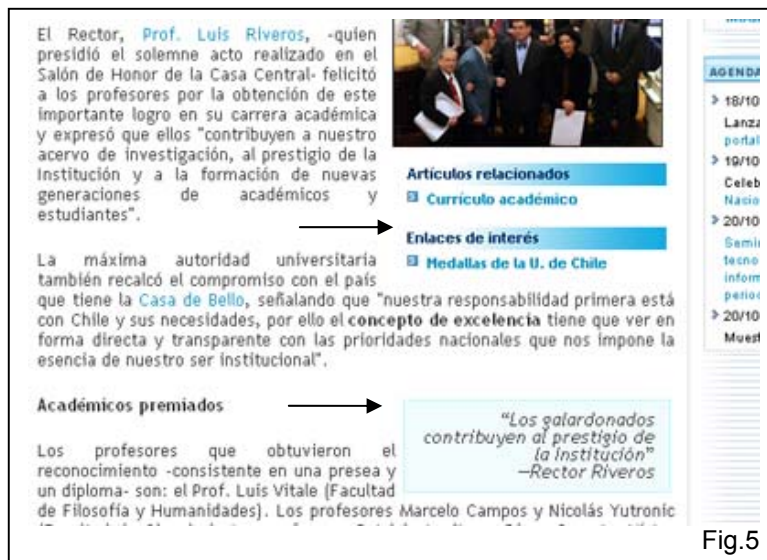 El Rector, Prof. Luis Riveros, -quien
presidió el solemne acto realizado en el
Salón de Honor de la Casa Central- felicitó
a los profesores por la obtención de este
importante logro en su carrera académica
y expresó que ellos "contribuyen a nuestro
acervo de investigación, al prestigio de la
Institución y a la formación de nuevas
generaciones de académicos y
estudiantes".
Artículos relacionados
Currículo académico
Enlaces de interés
Medallas de la U. de Chile
La máxima autoridad universitaria
también recalcó el compromiso con el país
que tiene la Casa de Bello, señalando que "nuestra responsabilidad primera está
con Chile y sus necesidades, por ello el concepto de excelencia tiene que ver en
forma directa y transparente con las prioridades nacionales que nos impone la
esencia de nuestro ser institucional".
Académicos premiados
"Los galardonados
contribuyen al prestigio de
la institución"
—Rector Riveros
Los profesores que obtuvieron el
reconocimiento -consistente en una presea y
un diploma- son: el Prof. Luis Vitale (Facultad
de Filosofía y Humanidades). Los profesores Marcelo Campos y Nicolás Yutronic
AGENDA
18/10
Lanza
portal
19/10
Celeb
Nacio
20/10
Semin
tecno
inform
period
20/10
Muest
Fig.5